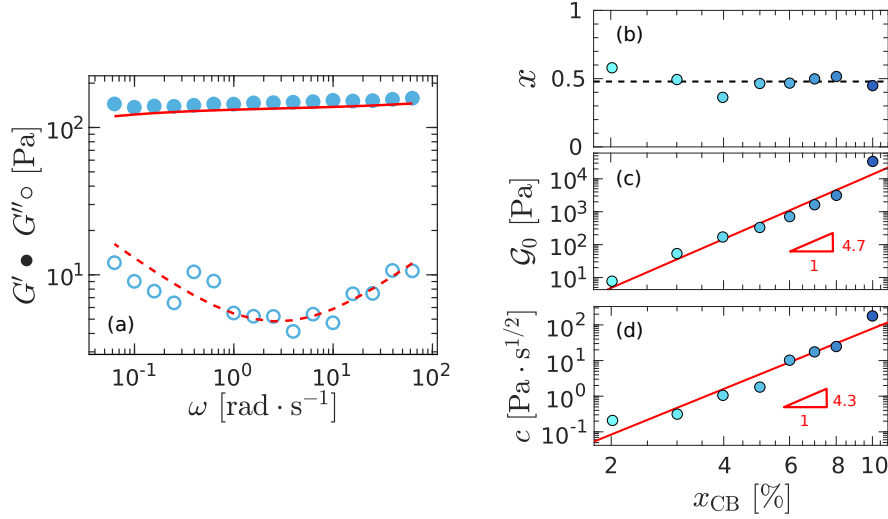 G′ ● G″ ○ [Pa]
10²
10¹
(a)
10⁻¹
10⁰
10¹
10²
ω [rad · s⁻¹]
(b)
x
1
0.5
0
(c)
𝒢₀ [Pa]
10⁴
10³
10²
10¹
4.7
1
(d)
c [Pa · s^{1/2}]
10²
10¹
10⁰
10⁻¹
4.3
1
2
4
6
8
10
x_CB [%]